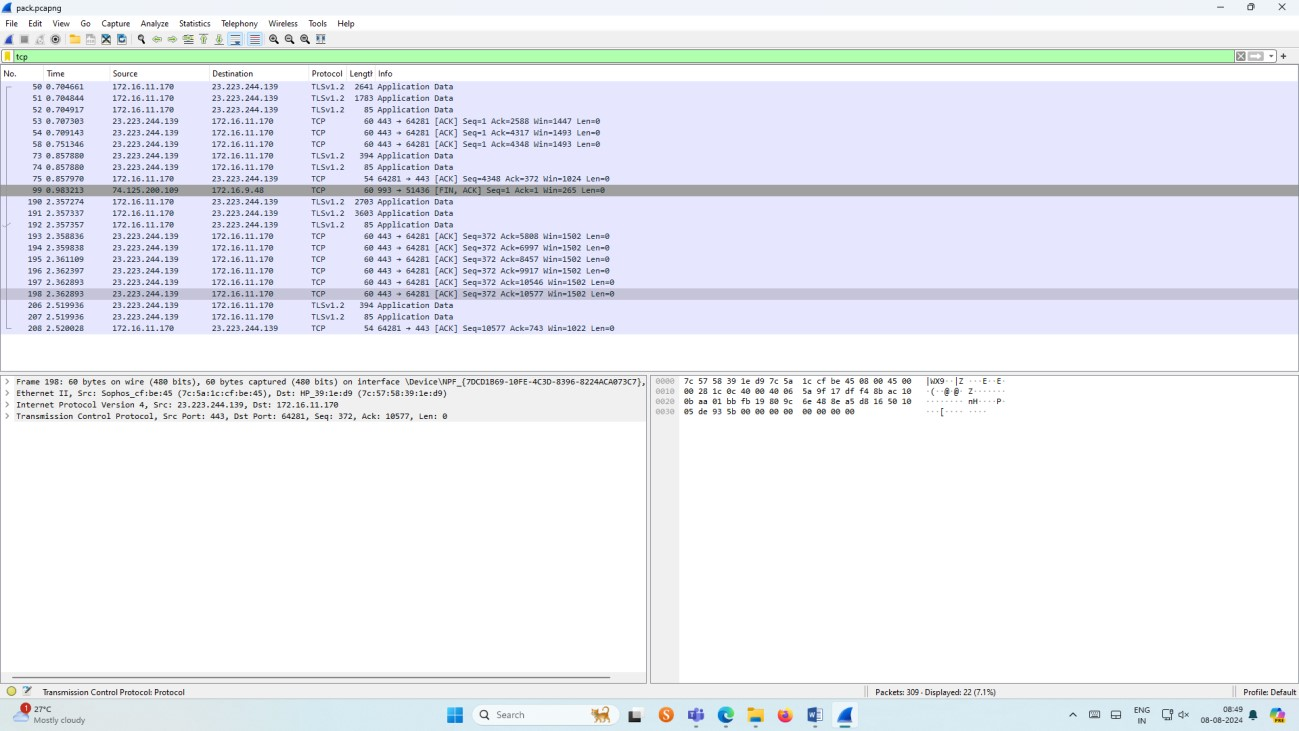 pack.pcapng
File Edit View Go Capture Analyze Statistics Telephony Wireless Tools Help
tcp
No. Time Source Destination Protocol Length Info
50 0.704661 172.16.11.170 23.223.244.139 TLSv1.2 2641 Application Data
51 0.704844 172.16.11.170 23.223.244.139 TLSv1.2 1783 Application Data
52 0.704917 172.16.11.170 23.223.244.139 TLSv1.2 85 Application Data
53 0.707303 23.223.244.139 172.16.11.170 TCP 60 443 → 64281 [ACK] Seq=1 Ack=2588 Win=1447 Len=0
54 0.709143 23.223.244.139 172.16.11.170 TCP 60 443 → 64281 [ACK] Seq=1 Ack=4317 Win=1493 Len=0
58 0.751346 23.223.244.139 172.16.11.170 TCP 60 443 → 64281 [ACK] Seq=1 Ack=4348 Win=1493 Len=0
73 0.857880 23.223.244.139 172.16.11.170 TLSv1.2 394 Application Data
74 0.857880 23.223.244.139 172.16.11.170 TLSv1.2 85 Application Data
75 0.857970 172.16.11.170 23.223.244.139 TCP 54 64281 → 443 [ACK] Seq=4348 Ack=372 Win=1024 Len=0
99 0.983213 74.125.200.109 172.16.9.48 TCP 60 993 → 51436 [FIN, ACK] Seq=1 Ack=1 Win=265 Len=0
190 2.357274 172.16.11.170 23.223.244.139 TLSv1.2 2703 Application Data
191 2.357337 172.16.11.170 23.223.244.139 TLSv1.2 3603 Application Data
192 2.357357 172.16.11.170 23.223.244.139 TLSv1.2 85 Application Data
193 2.358836 23.223.244.139 172.16.11.170 TCP 60 443 → 64281 [ACK] Seq=372 Ack=5808 Win=1502 Len=0
194 2.359838 23.223.244.139 172.16.11.170 TCP 60 443 → 64281 [ACK] Seq=372 Ack=6997 Win=1502 Len=0
195 2.361109 23.223.244.139 172.16.11.170 TCP 60 443 → 64281 [ACK] Seq=372 Ack=8457 Win=1502 Len=0
196 2.362397 23.223.244.139 172.16.11.170 TCP 60 443 → 64281 [ACK] Seq=372 Ack=9917 Win=1502 Len=0
197 2.362893 23.223.244.139 172.16.11.170 TCP 60 443 → 64281 [ACK] Seq=372 Ack=10546 Win=1502 Len=0
198 2.362893 23.223.244.139 172.16.11.170 TCP 60 443 → 64281 [ACK] Seq=372 Ack=10577 Win=1502 Len=0
206 2.519936 23.223.244.139 172.16.11.170 TLSv1.2 394 Application Data
207 2.519936 23.223.244.139 172.16.11.170 TLSv1.2 85 Application Data
208 2.520028 172.16.11.170 23.223.244.139 TCP 54 64281 → 443 [ACK] Seq=10577 Ack=743 Win=1022 Len=0
Frame 198: 60 bytes on wire (480 bits), 60 bytes captured (480 bits) on interface \Device\NPF_{7DCD1B69-10FE-4C3D-8396-8224ACA073C7},
Ethernet II, Src: Sophos_cf:be:45 (7c:5a:1c:cf:be:45), Dst: HP_39:1e:d9 (7c:57:58:39:1e:d9)
Internet Protocol Version 4, Src: 23.223.244.139, Dst: 172.16.11.170
Transmission Control Protocol, Src Port: 443, Dst Port: 64281, Seq: 372, Ack: 10577, Len: 0
0000 7c 57 58 39 1e d9 7c 5a 1c cf be 45 08 00 45 00 |WX9··|Z ···E··E·
0010 00 28 1c 0c 40 00 40 06 5a 9f 17 df f4 8b ac 10 ·(··@·@· Z·······
0020 0b aa 01 bb fb 19 80 9c 6e 48 8e a5 d8 16 50 10 ········ nH····P·
0030 05 de 93 5b 00 00 00 00 00 00 00 00 ···[···· ····
Transmission Control Protocol: Protocol
Packets: 309 · Displayed: 22 (7.1%)
Profile: Default
1
27°C
Mostly cloudy
Search
ENG
IN
08:49
08-08-2024